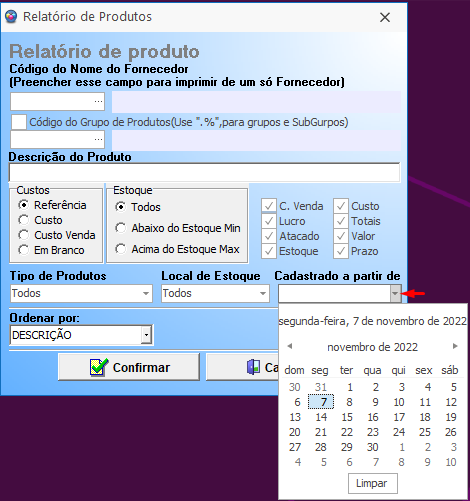 Relatório de Produtos
Relatório de produto
Código do Nome do Fornecedor
(Preencher esse campo para imprimir de um só Fornecedor)
...
Código do Grupo de Produtos(Use ".%",para grupos e SubGurpos)
...
Descrição do Produto
Custos
Referência
Custo
Custo Venda
Em Branco
Estoque
Todos
Abaixo do Estoque Min
Acima do Estoque Max
C. Venda Custo
Lucro Totais
Atacado Valor
Estoque Prazo
Tipo de Produtos Local de Estoque Cadastrado a partir de
Todos Todos
Ordenar por:
DESCRIÇÃO
Confirmar Ca
segunda-feira, 7 de novembro de 2022
novembro de 2022
dom seg ter qua qui sex sáb
30 31 1 2 3 4 5
6 7 8 9 10 11 12
13 14 15 16 17 18 19
20 21 22 23 24 25 26
27 28 29 30 1 2 3
4 5 6 7 8 9 10
Limpar